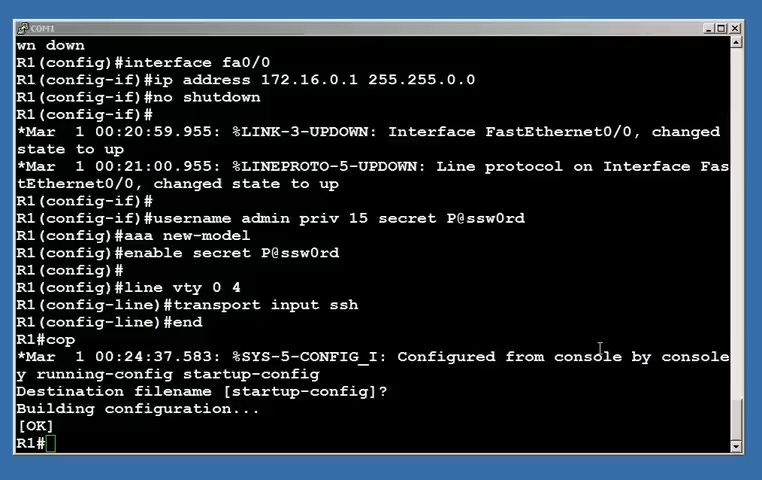 COM1
wn down
R1(config)#interface fa0/0
R1(config-if)#ip address 172.16.0.1 255.255.0.0
R1(config-if)#no shutdown
R1(config-if)#
*Mar  1 00:20:59.955: %LINK-3-UPDOWN: Interface FastEthernet0/0, changed
state to up
*Mar  1 00:21:00.955: %LINEPROTO-5-UPDOWN: Line protocol on Interface Fas
tEthernet0/0, changed state to up
R1(config-if)#
R1(config-if)#username admin priv 15 secret P@ssw0rd
R1(config)#aaa new-model
R1(config)#enable secret P@ssw0rd
R1(config)#
R1(config)#line vty 0 4
R1(config-line)#transport input ssh
R1(config-line)#end
R1#cop
*Mar  1 00:24:37.583: %SYS-5-CONFIG_I: Configured from console by console
y running-config startup-config
Destination filename [startup-config]?
Building configuration...
[OK]
R1#